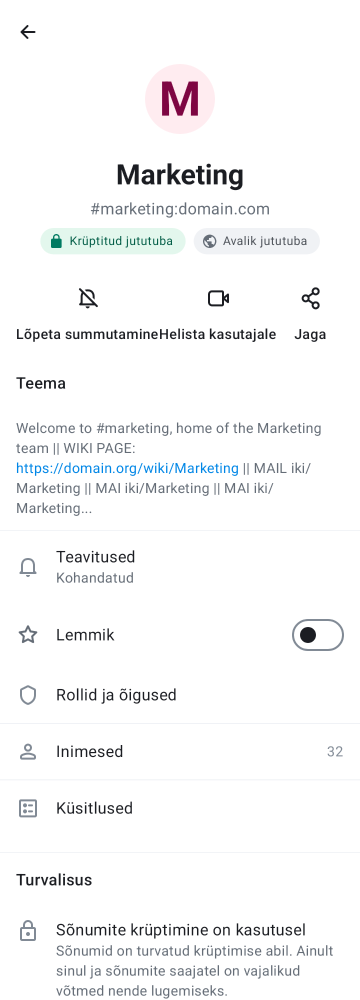 M
Marketing
#marketing:domain.com
Krüptitud jututuba Avalik jututuba
Lõpeta summutamine Helista kasutajale Jaga
Teema
Welcome to #marketing, home of the Marketing
team || WIKI PAGE:
https://domain.org/wiki/Marketing || MAIL iki/
Marketing || MAI iki/Marketing || MAI iki/
Marketing...
Teavitused
Kohandatud
Lemmik
Rollid ja õigused
Inimesed 32
Küsitlused
Turvalisus
Sõnumite krüptimine on kasutusel
Sõnumid on turvatud krüptimise abil. Ainult
sinul ja sõnumite saajatel on vajalikud
võtmed nende lugemiseks.